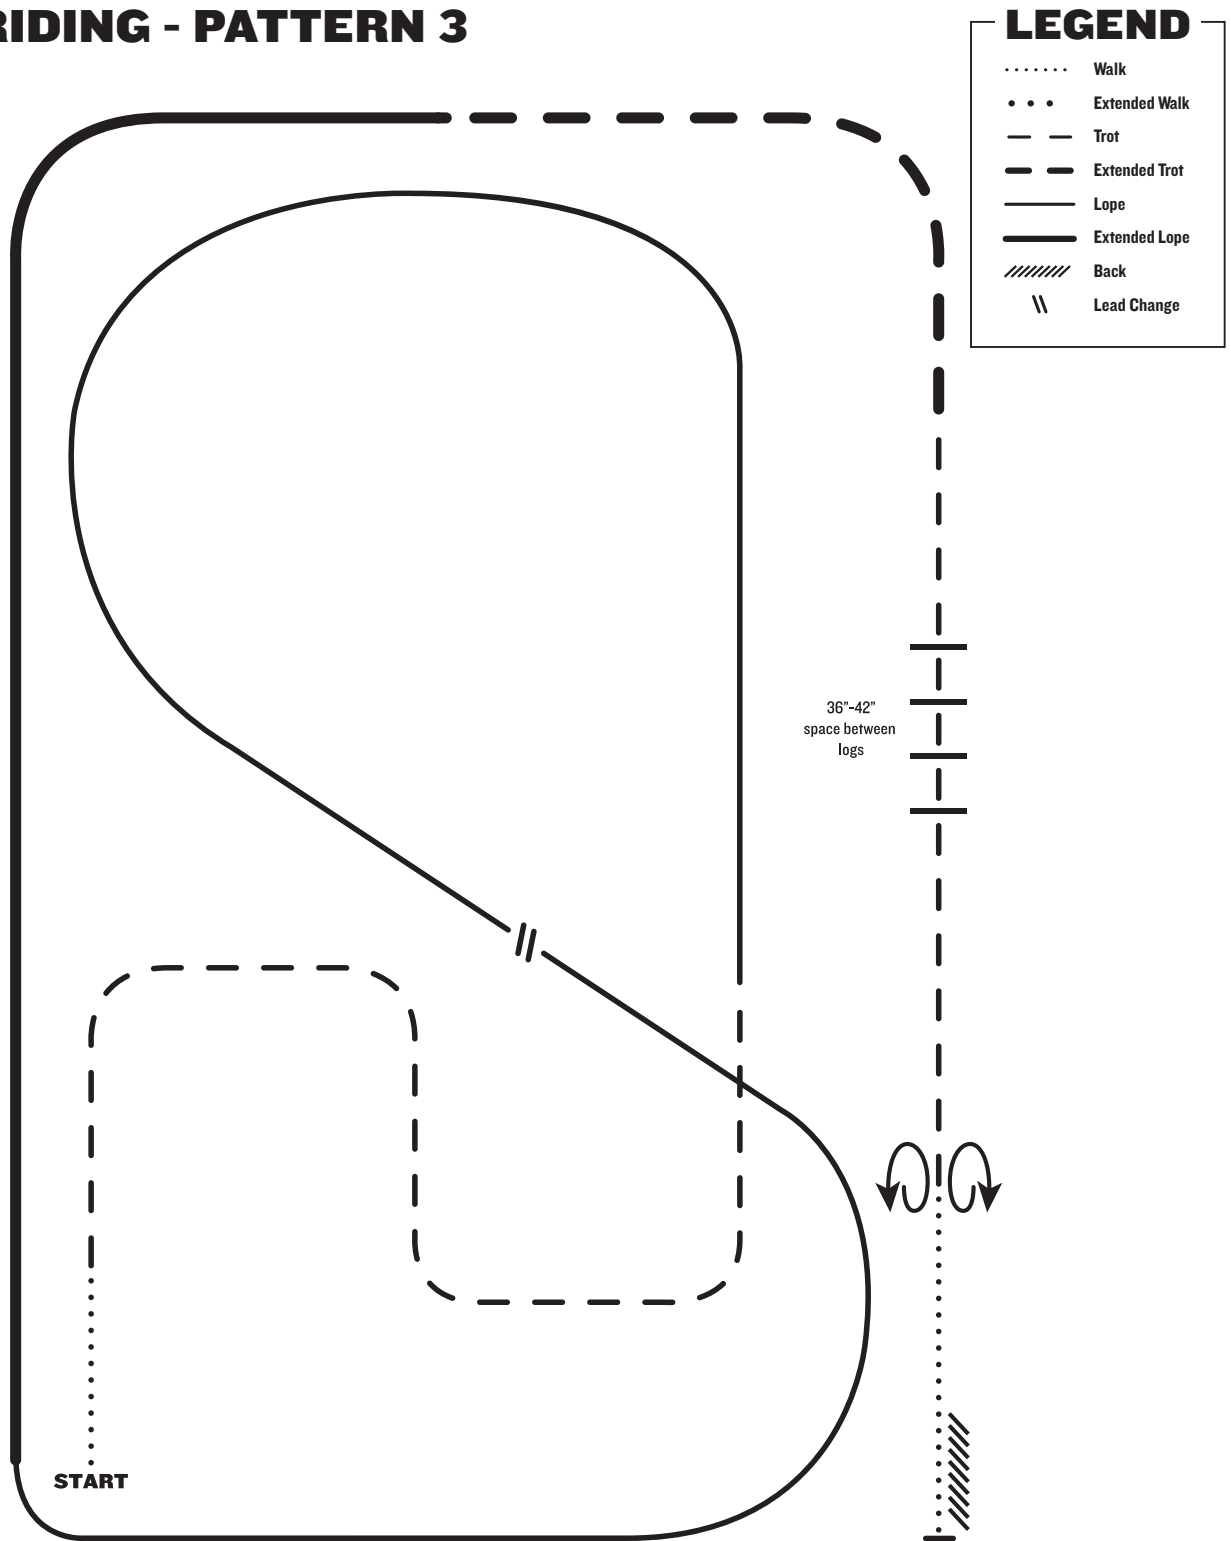 RIDING - PATTERN 3
LEGEND
Walk
Extended Walk
Trot
Extended Trot
Lope
Extended Lope
Back
Lead Change
36”-42”
space between
logs
START